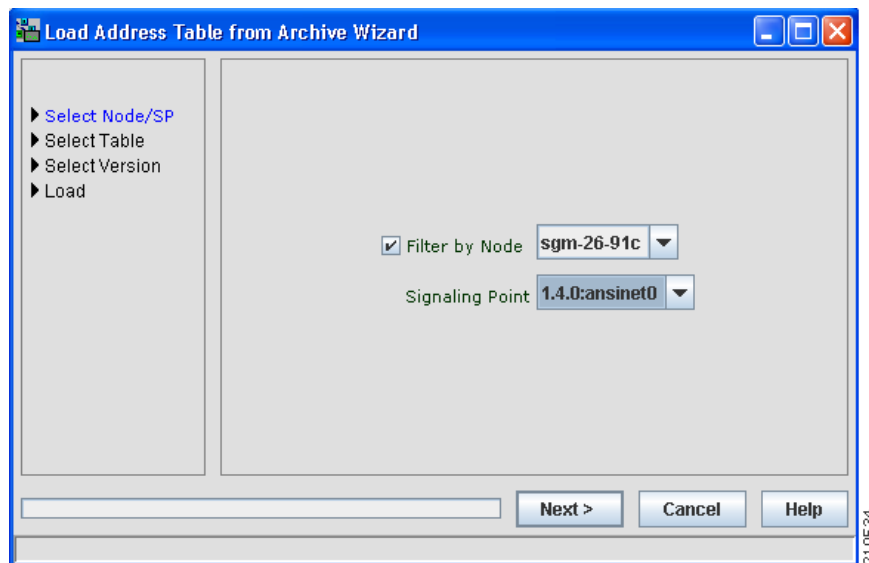 Load Address Table from Archive Wizard
Select Node/SP
Select Table
Select Version
Load
Filter by Node sgm-26-91c
Signaling Point 1.4.0:ansinet0
Next > Cancel Help